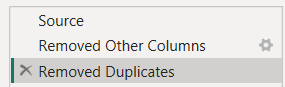 Source
Removed Other Columns
Removed Duplicates